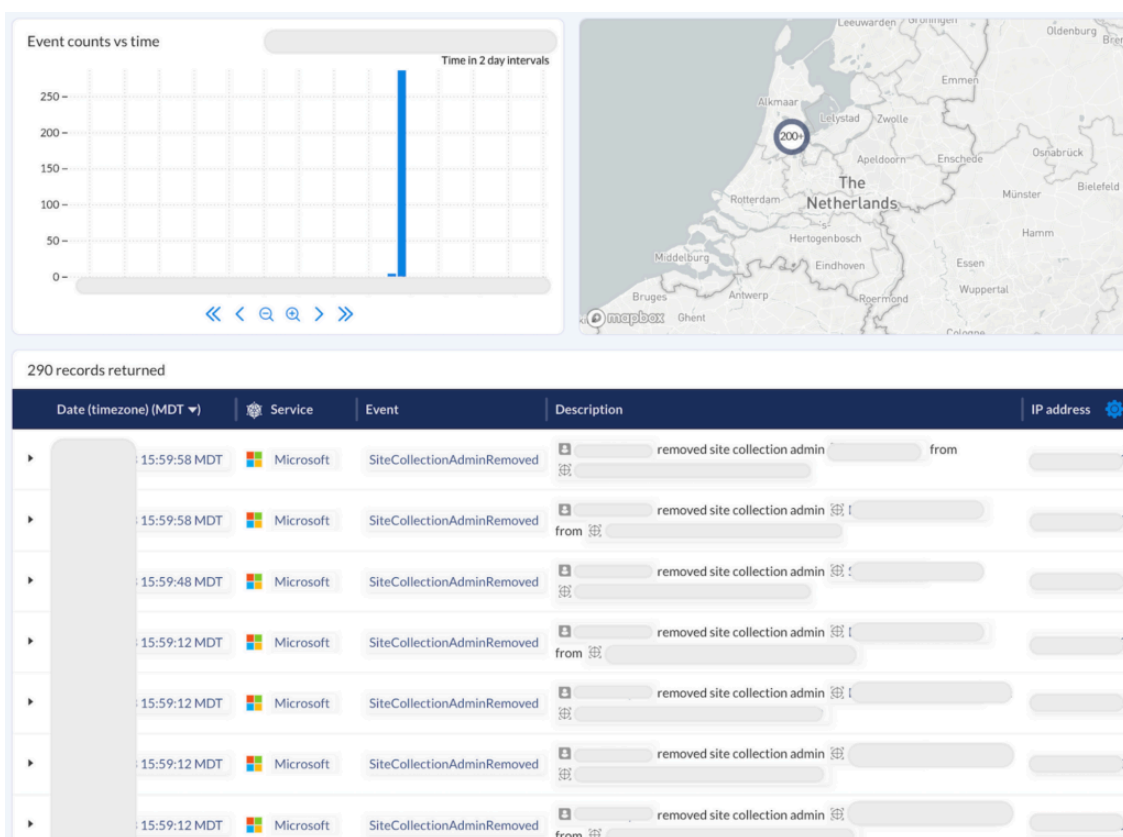 Event counts vs time
Time in 2 day intervals
250
200
150
100
50
0
Leeuwarden
Groningen
Oldenburg
Emmen
Alkmaar
Lelystad
Zwolle
200+
Apeldoorn
Enschede
Osnabrück
The
Netherlands
Münster
Bielefeld
Rotterdam
Hertogenbosch
Hamm
Middelburg
Eindhoven
Essen
Wuppertal
Bruges
Antwerp
Roermond
mapbox
Ghent
Cologne
290 records returned
Date (timezone) (MDT ▼) Service Event Description IP address
15:59:58 MDT Microsoft SiteCollectionAdminRemoved removed site collection admin from
15:59:58 MDT Microsoft SiteCollectionAdminRemoved removed site collection admin
from
15:59:48 MDT Microsoft SiteCollectionAdminRemoved removed site collection admin
15:59:12 MDT Microsoft SiteCollectionAdminRemoved removed site collection admin
from
15:59:12 MDT Microsoft SiteCollectionAdminRemoved removed site collection admin
15:59:12 MDT Microsoft SiteCollectionAdminRemoved removed site collection admin
15:59:12 MDT Microsoft SiteCollectionAdminRemoved removed site collection admin
from